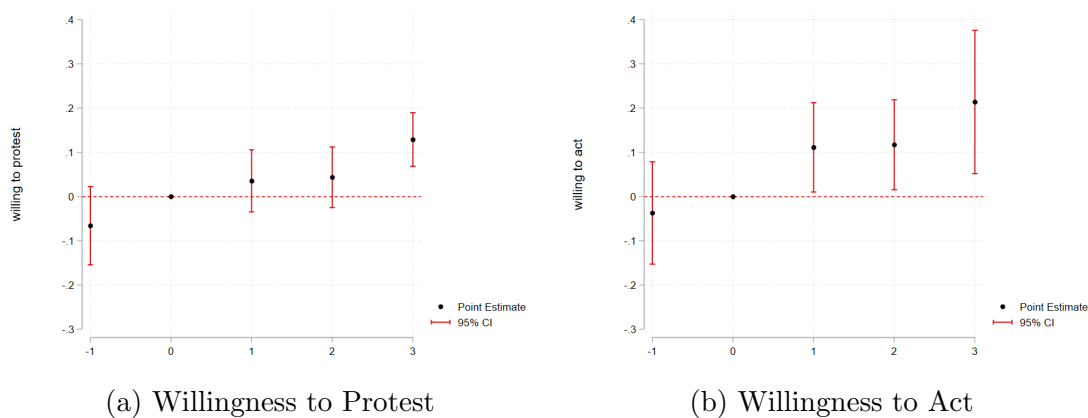 willing to protest
.4
.3
.2
.1
0
-.1
-.2
-.3
-1 0 1 2 3
Point Estimate
95% CI
(a) Willingness to Protest
willing to act
.4
.3
.2
.1
0
-.1
-.2
-.3
-1 0 1 2 3
Point Estimate
95% CI
(b) Willingness to Act